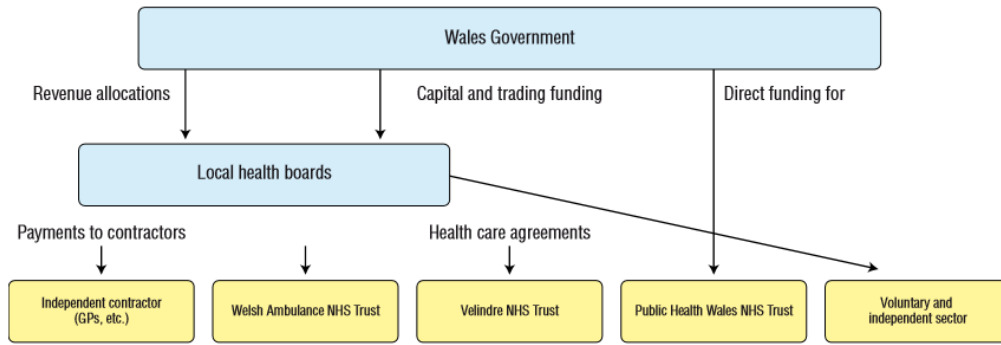 Wales Government
Revenue allocations
Capital and trading funding
Direct funding for
Local health boards
Payments to contractors
Health care agreements
Independent contractor
(GPs, etc.)
Welsh Ambulance NHS Trust
Velindre NHS Trust
Public Health Wales NHS Trust
Voluntary and
independent sector